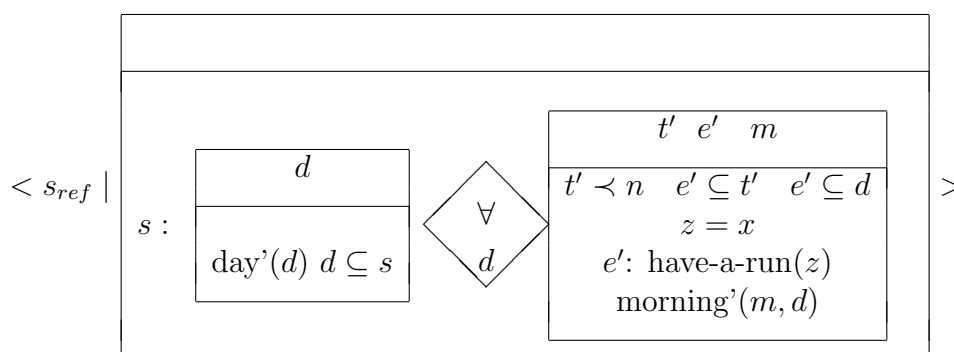 t′ e′ m
d
t′ ≺ n e′ ⊆ t′ e′ ⊆ d
< s_ref | >
∀
z = x
s :
day’(d) d ⊆ s
d
e′: have-a-run(z)
morning’(m, d)